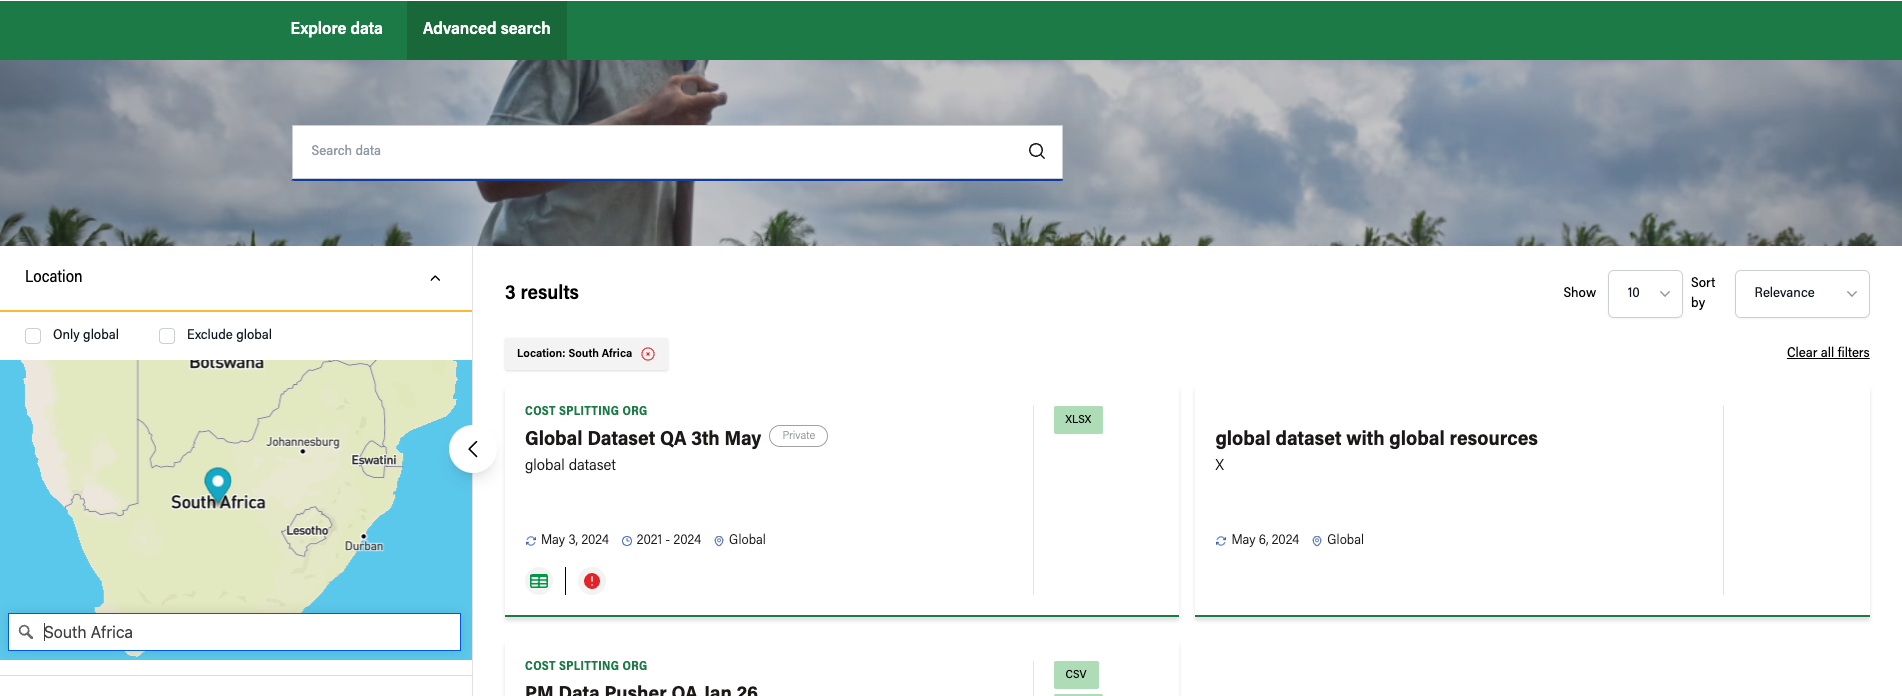 Explore data
Advanced search
Search data
Location
Only global
Exclude global
Botswana
Johannesburg
Eswatini
South Africa
Lesotho
Durban
South Africa
3 results
Show
10
Sort
by
Relevance
Location: South Africa
Clear all filters
COST SPLITTING ORG
Global Dataset QA 3th May
Private
global dataset
May 3, 2024
2021 - 2024
Global
XLSX
global dataset with global resources
X
May 6, 2024
Global
COST SPLITTING ORG
PM Data Pusher QA Jan 26
CSV